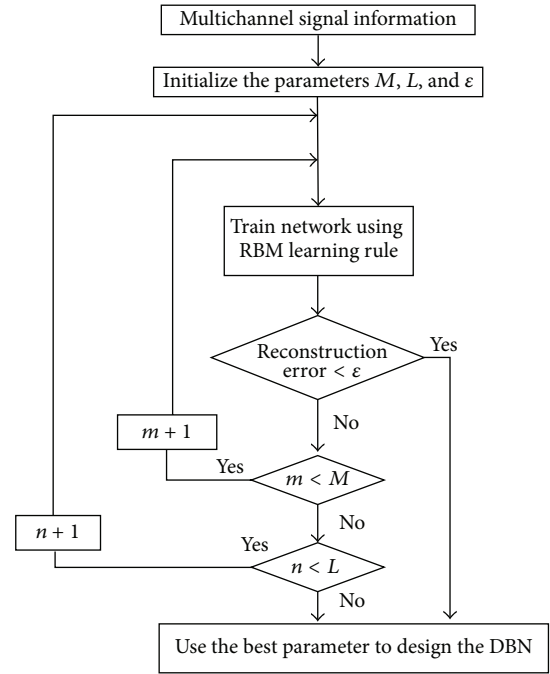 Multichannel signal information
Initialize the parameters M, L, and ε
Train network using
RBM learning rule
Reconstruction
error < ε
Yes
No
m + 1
Yes
m < M
No
n + 1
Yes
n < L
No
Use the best parameter to design the DBN